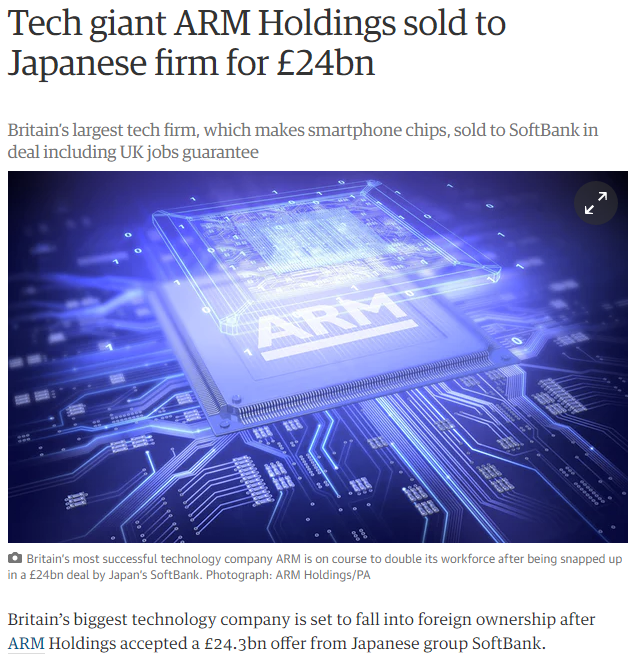 Tech giant ARM Holdings sold to
Japanese firm for £24bn
Britain's largest tech firm, which makes smartphone chips, sold to SoftBank in
deal including UK jobs guarantee
ARM
Britain's most successful technology company ARM is on course to double its workforce after being snapped up
in a £24bn deal by Japan's SoftBank. Photograph: ARM Holdings/PA
Britain’s biggest technology company is set to fall into foreign ownership after
ARM Holdings accepted a £24.3bn offer from Japanese group SoftBank.